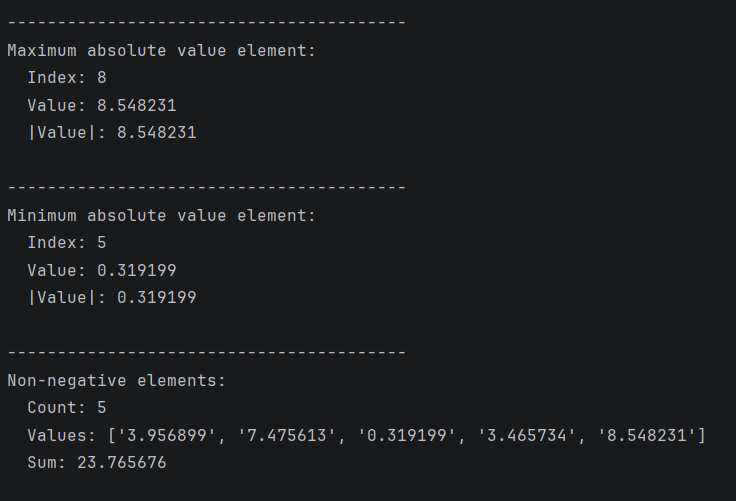 ----------------------------------------
Maximum absolute value element:
  Index: 8
  Value: 8.548231
  |Value|: 8.548231

----------------------------------------
Minimum absolute value element:
  Index: 5
  Value: 0.319199
  |Value|: 0.319199

----------------------------------------
Non-negative elements:
  Count: 5
  Values: ['3.956899', '7.475613', '0.319199', '3.465734', '8.548231']
  Sum: 23.765676